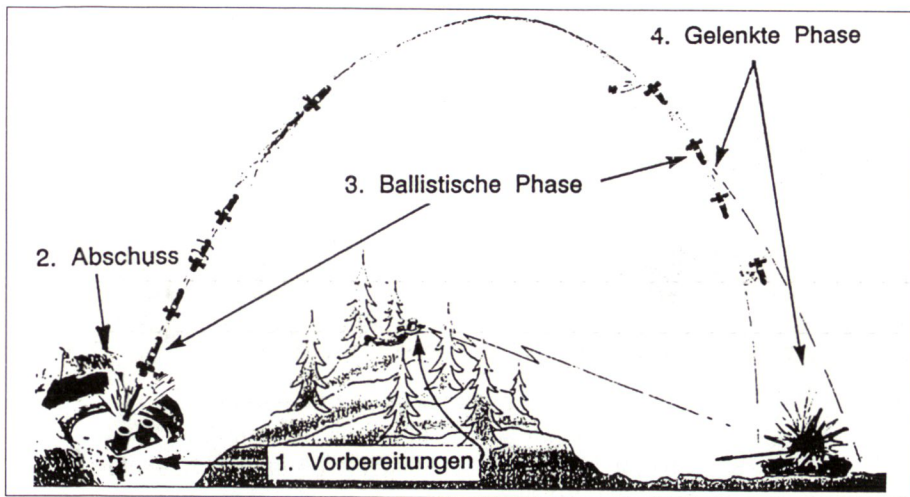 4. Gelenkte Phase
3. Ballistische Phase
2. Abschuss
1. Vorbereitungen